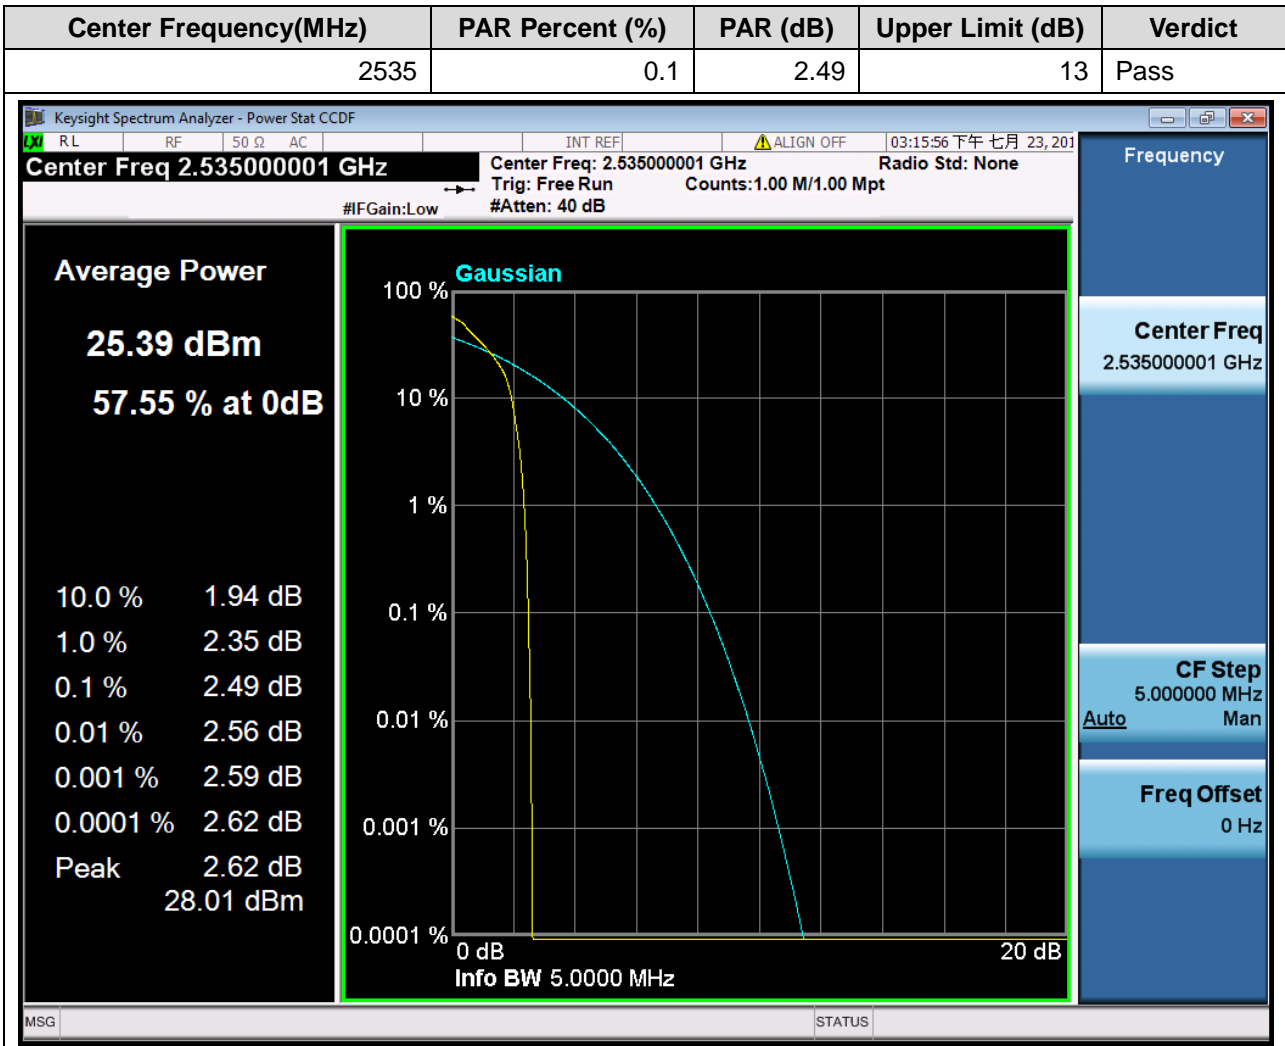 Center Frequency(MHz) PAR Percent (%) PAR (dB) Upper Limit (dB) Verdict
2535 0.1 2.49 13 Pass
Keysight Spectrum Analyzer - Power Stat CCDF
LXI RL RF 50 Ω AC INT REF ALIGN OFF 03:15:56 下午 七月 23, 201
Center Freq 2.535000001 GHz
Center Freq: 2.535000001 GHz Radio Std: None
Trig: Free Run Counts:1.00 M/1.00 Mpt
#IFGain:Low #Atten: 40 dB
Frequency
Average Power
25.39 dBm
57.55 % at 0dB
10.0 % 1.94 dB
1.0 % 2.35 dB
0.1 % 2.49 dB
0.01 % 2.56 dB
0.001 % 2.59 dB
0.0001 % 2.62 dB
Peak 2.62 dB
28.01 dBm
Gaussian
100 %
10 %
1 %
0.1 %
0.01 %
0.001 %
0.0001 %
0 dB 20 dB
Info BW 5.0000 MHz
Center Freq
2.535000001 GHz
CF Step
5.000000 MHz
Auto Man
Freq Offset
0 Hz
MSG STATUS